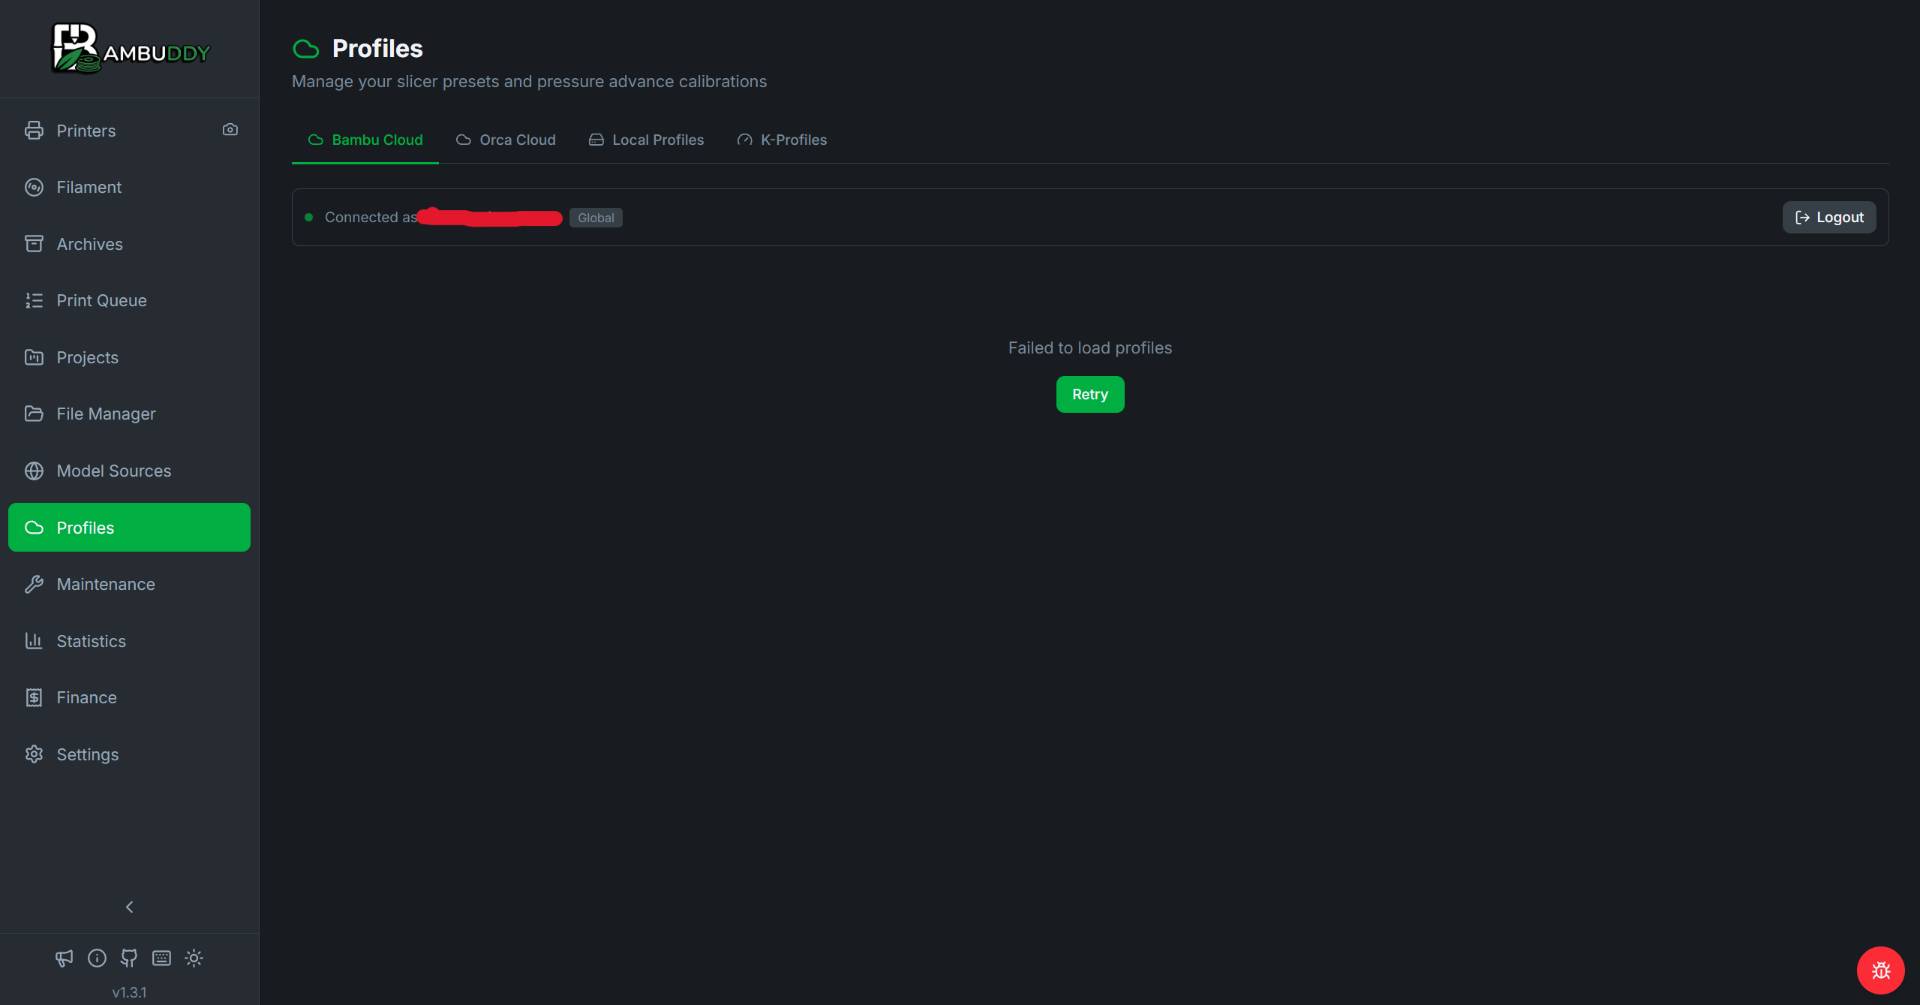 AMBUDDY
Profiles
Manage your slicer presets and pressure advance calibrations
Printers
Filament
Archives
Print Queue
Projects
File Manager
Model Sources
Profiles
Maintenance
Statistics
Finance
Settings
v1.3.1
Bambu Cloud
Orca Cloud
Local Profiles
K-Profiles
Connected as
Global
Logout
Failed to load profiles
Retry